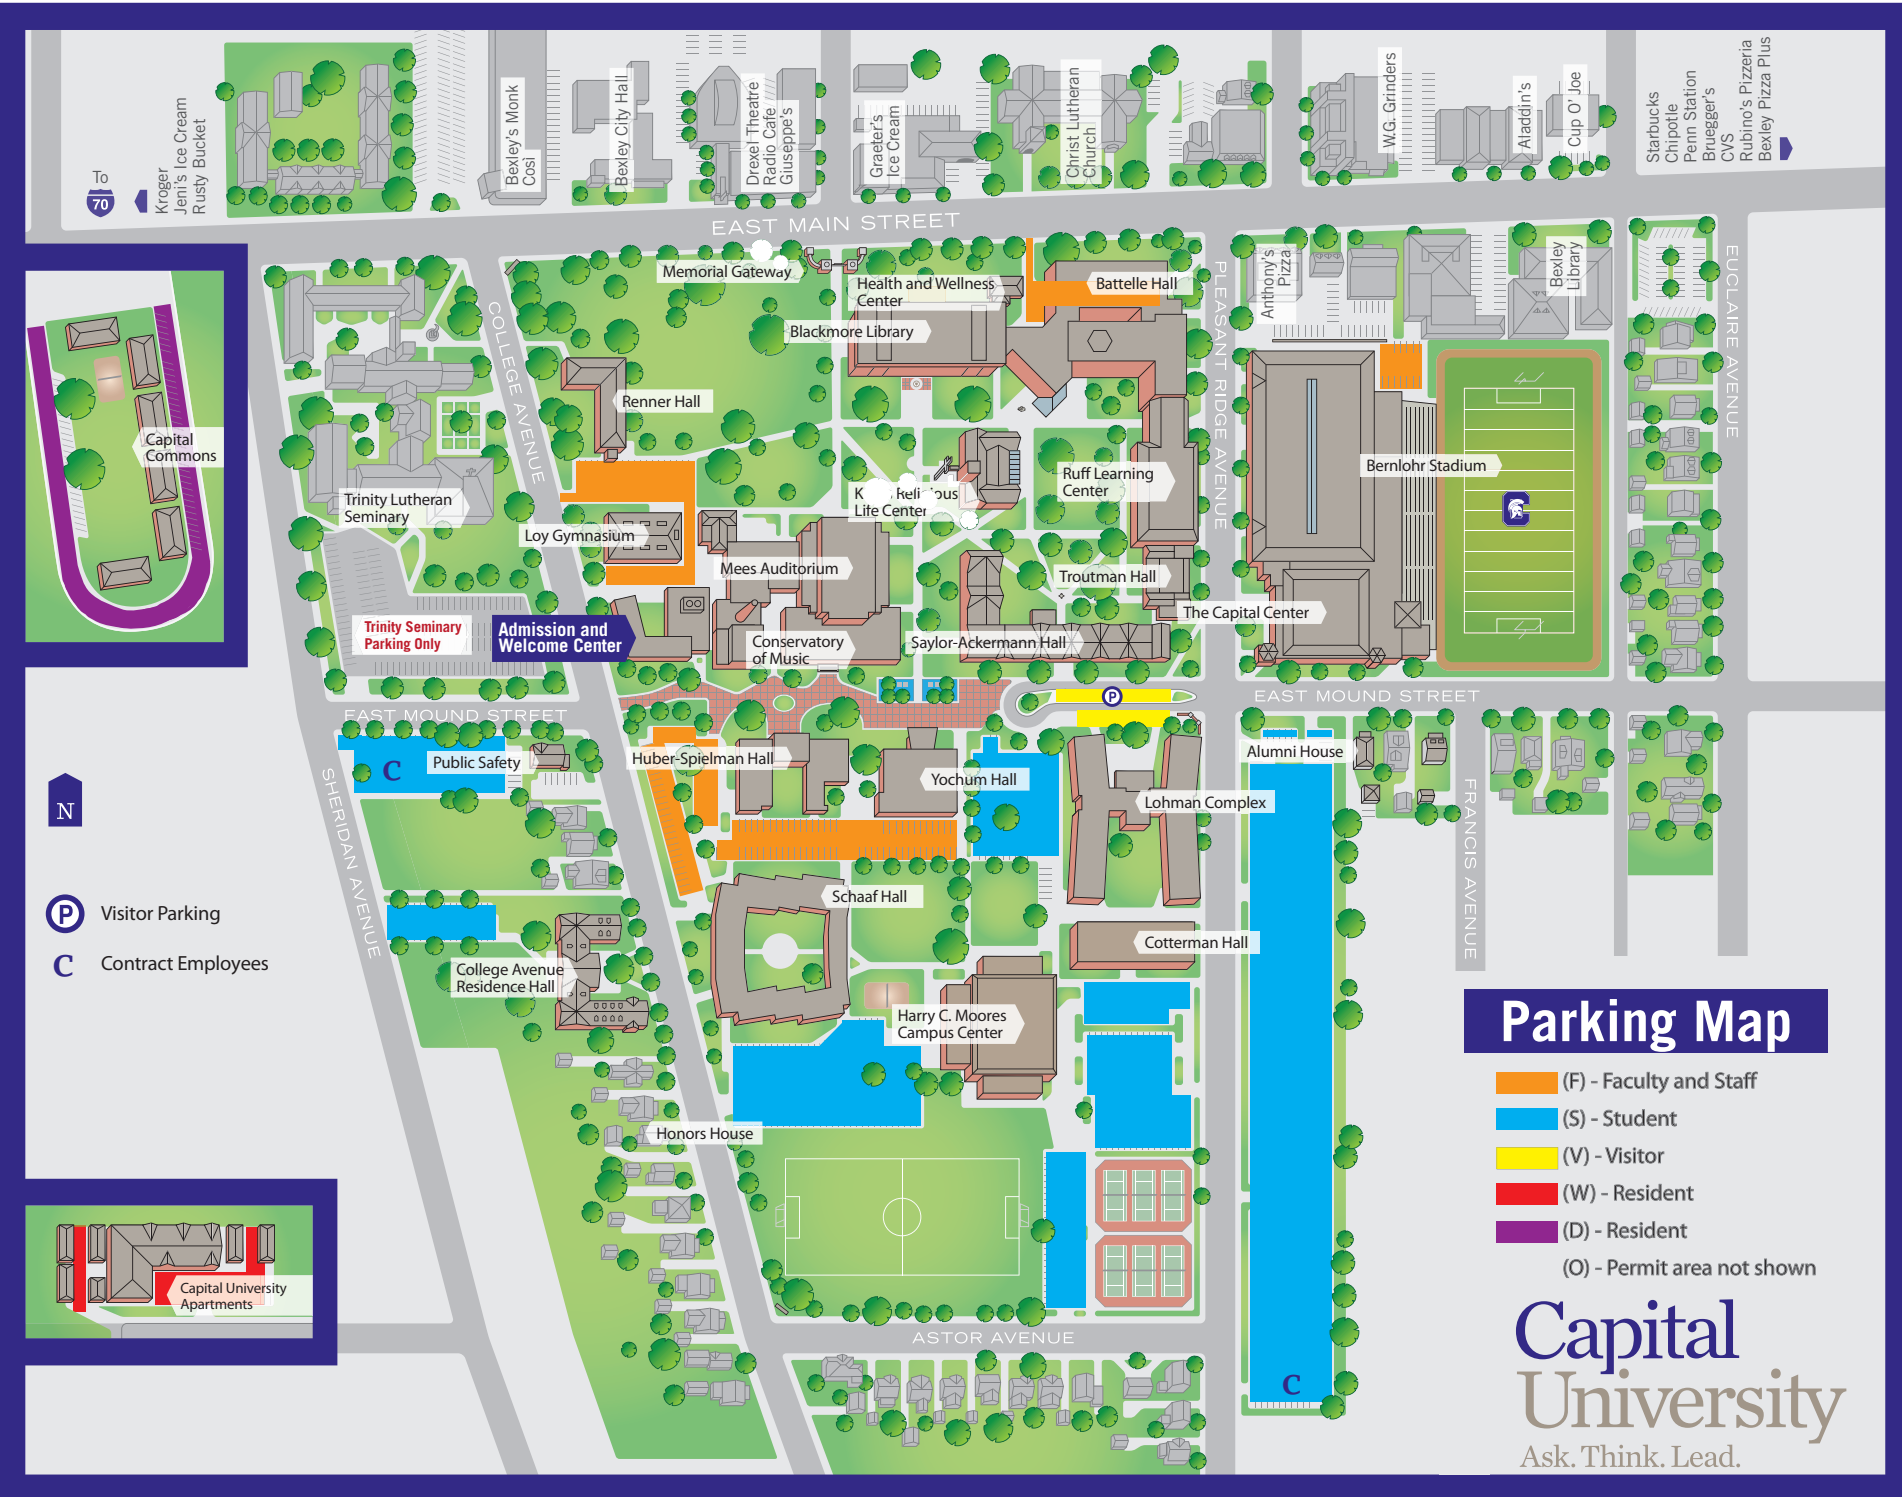 To
70
Kroger
Jeni's Ice Cream
Rusty Bucket
Bexley's Monk
Cosi
Bexley City Hall
Drexel Theatre
Radio Cafe
Giuseppe's
Graeter's
Ice Cream
Christ Lutheran
Church
W.G. Grinders
Aladdin's
Cup O' Joe
Starbucks
Chipotle
Penn Station
Bruegger's
CVS
Rubino's Pizzeria
Bexley Pizza Plus
EAST MAIN STREET
Memorial Gateway
Health and Wellness
Center
Battelle Hall
Blackmore Library
Anthony's
Pizza
Bexley
Library
COLLEGE AVENUE
PLEASANT RIDGE AVENUE
EUCLAIRE AVENUE
Renner Hall
Capital
Commons
Trinity Lutheran
Seminary
Loy Gymnasium
Mees Auditorium
Religious
Life Center
Ruff Learning
Center
Bernlohr Stadium
Troutman Hall
The Capital Center
Trinity Seminary
Parking Only
Admission and
Welcome Center
Conservatory
of Music
Saylor-Ackermann Hall
P
EAST MOUND STREET
EAST MOUND STREET
C
Public Safety
Huber-Spielman Hall
Yochum Hall
Alumni House
Lohman Complex
N
SHERIDAN AVENUE
FRANCIS AVENUE
Schaaf Hall
P
Visitor Parking
C
Contract Employees
Cotterman Hall
College Avenue
Residence Hall
Harry C. Moores
Campus Center
Honors House
Parking Map
(F) - Faculty and Staff
(S) - Student
(V) - Visitor
(W) - Resident
(D) - Resident
(O) - Permit area not shown
Capital University
Apartments
ASTOR AVENUE
C
Capital
University
Ask. Think. Lead.